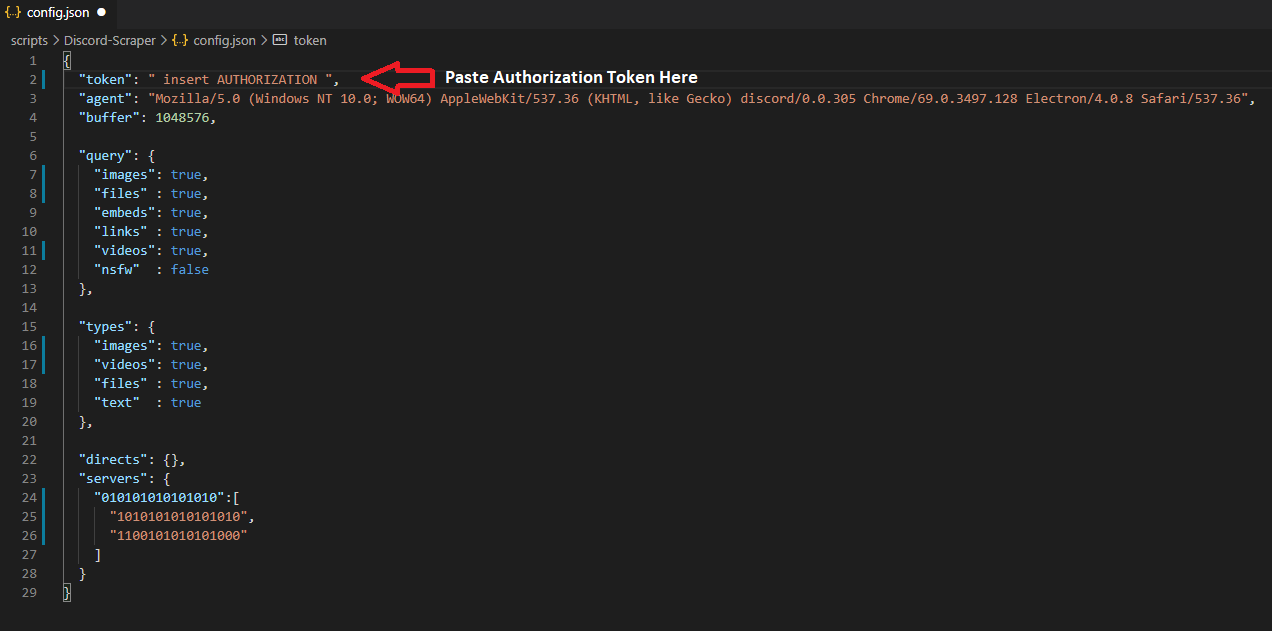 {..} config.json ●
scripts > Discord-Scraper > {..} config.json > abc token
1 {
2 "token": " insert AUTHORIZATION ", Paste Authorization Token Here
3 "agent": "Mozilla/5.0 (Windows NT 10.0; WOW64) AppleWebKit/537.36 (KHTML, like Gecko) discord/0.0.305 Chrome/69.0.3497.128 Electron/4.0.8 Safari/537.36",
4 "buffer": 1048576,
5
6 "query": {
7 "images": true,
8 "files" : true,
9 "embeds": true,
10 "links" : true,
11 "videos": true,
12 "nsfw"  : false
13 },
14
15 "types": {
16 "images": true,
17 "videos": true,
18 "files" : true,
19 "text"  : true
20 },
21
22 "directs": {},
23 "servers": {
24 "010101010101010":[
25 "1010101010101010",
26 "1100101010101000"
27 ]
28 }
29 }